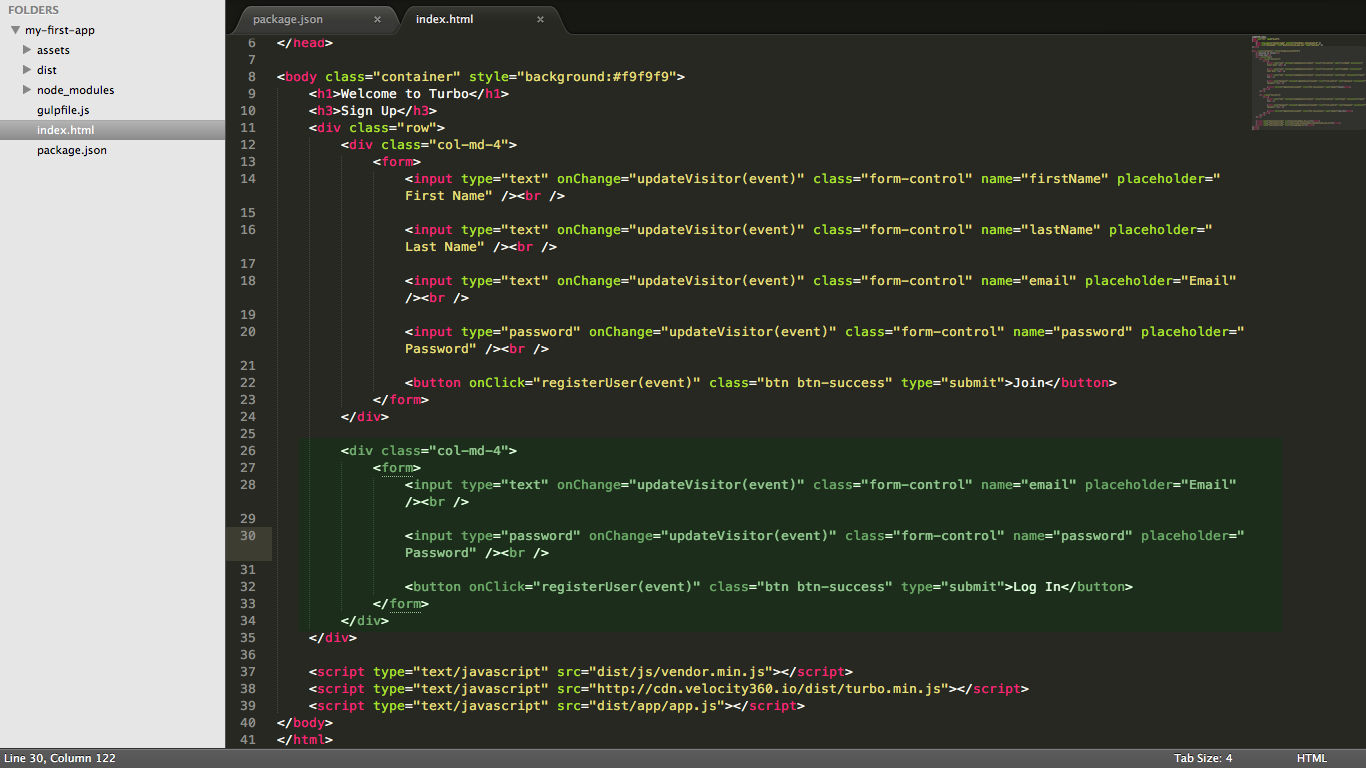 FOLDERS
my-first-app
assets
dist
node_modules
gulpfile.js
index.html
package.json
package.json ×
index.html ×
6 </head>
7
8 <body class="container" style="background:#f9f9f9">
9 <h1>Welcome to Turbo</h1>
10 <h3>Sign Up</h3>
11 <div class="row">
12 <div class="col-md-4">
13 <form>
14 <input type="text" onChange="updateVisitor(event)" class="form-control" name="firstName" placeholder="
First Name" /><br />
15
16 <input type="text" onChange="updateVisitor(event)" class="form-control" name="lastName" placeholder="
Last Name" /><br />
17
18 <input type="text" onChange="updateVisitor(event)" class="form-control" name="email" placeholder="Email"
/><br />
19
20 <input type="password" onChange="updateVisitor(event)" class="form-control" name="password" placeholder="
Password" /><br />
21
22 <button onClick="registerUser(event)" class="btn btn-success" type="submit">Join</button>
23 </form>
24 </div>
25
26 <div class="col-md-4">
27 <form>
28 <input type="text" onChange="updateVisitor(event)" class="form-control" name="email" placeholder="Email"
/><br />
29
30 <input type="password" onChange="updateVisitor(event)" class="form-control" name="password" placeholder="
Password" /><br />
31
32 <button onClick="registerUser(event)" class="btn btn-success" type="submit">Log In</button>
33 </form>
34 </div>
35 </div>
36
37 <script type="text/javascript" src="dist/js/vendor.min.js"></script>
38 <script type="text/javascript" src="http://cdn.velocity360.io/dist/turbo.min.js"></script>
39 <script type="text/javascript" src="dist/app/app.js"></script>
40 </body>
41 </html>
Line 30, Column 122
Tab Size: 4
HTML